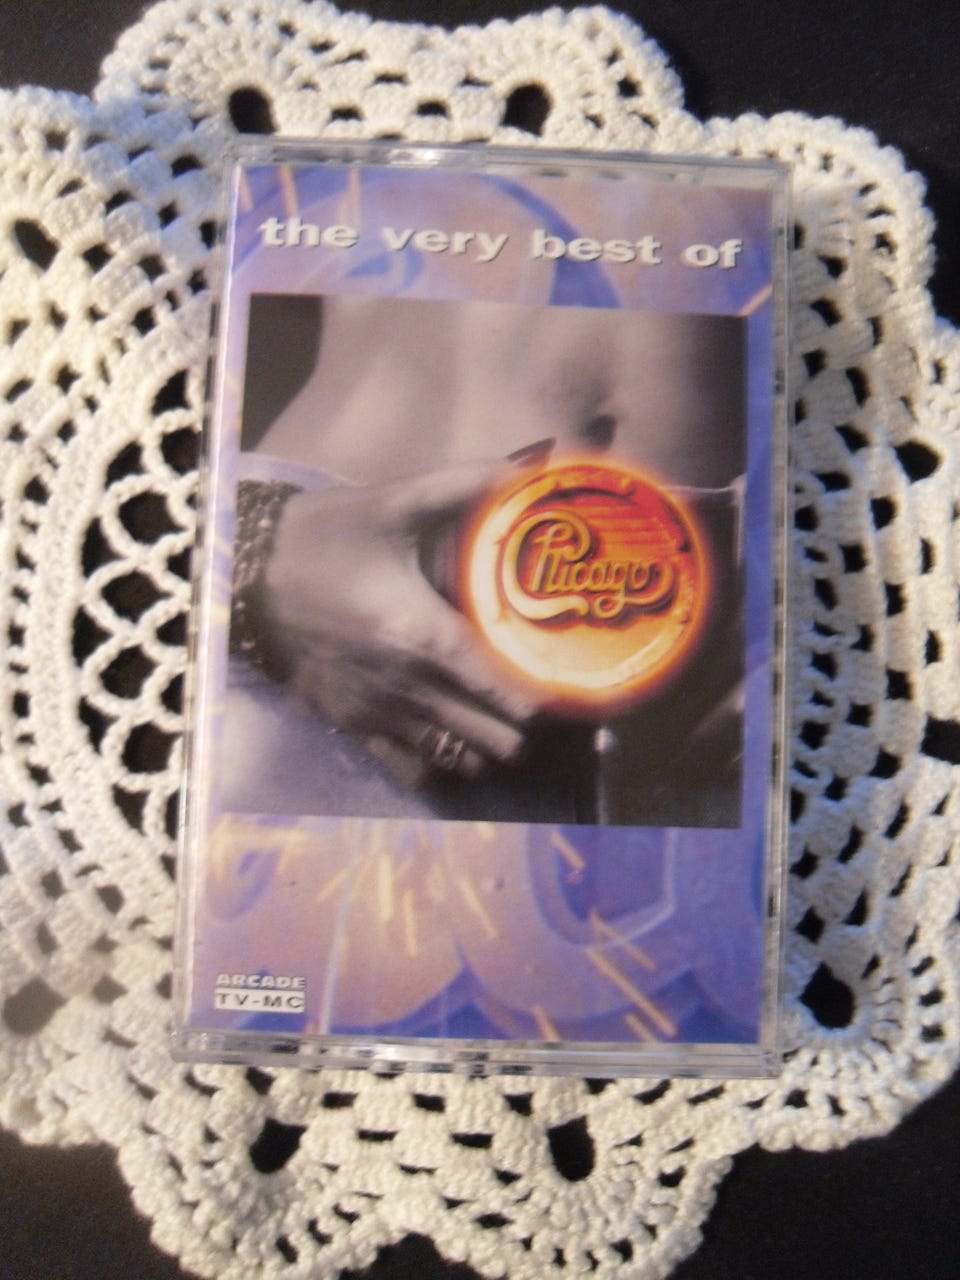 the very best of
Chicago
ARCADE
TV-MC